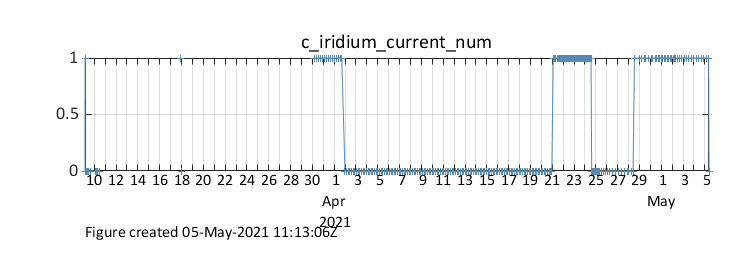 c_iridium_current_num
1
0.5
0
10 12 14 16 18 20 22 24 26 28 30 1 3 5 7 9 11 13 15 17 19 21 23 25 27 29 1 3 5
Apr May
2021
Figure created 05-May-2021 11:13:06Z